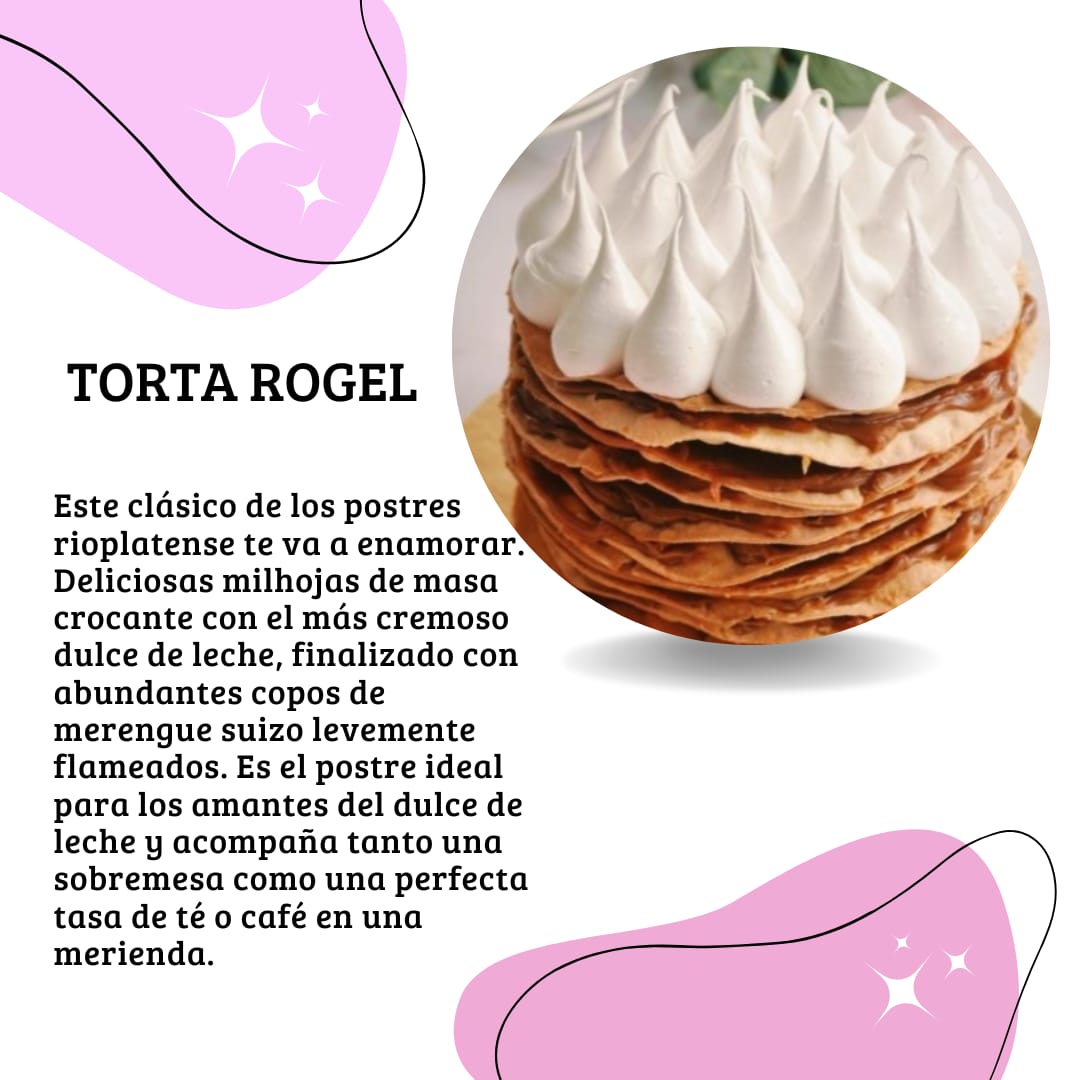 TORTA ROGEL
Este clásico de los postres
rioplatense te va a enamorar.
Deliciosas milhojas de masa
crocante con el más cremoso
dulce de leche, finalizado con
abundantes copos de
merengue suizo levemente
flameados. Es el postre ideal
para los amantes del dulce de
leche y acompaña tanto una
sobremesa como una perfecta
tasa de té o café en una
merienda.